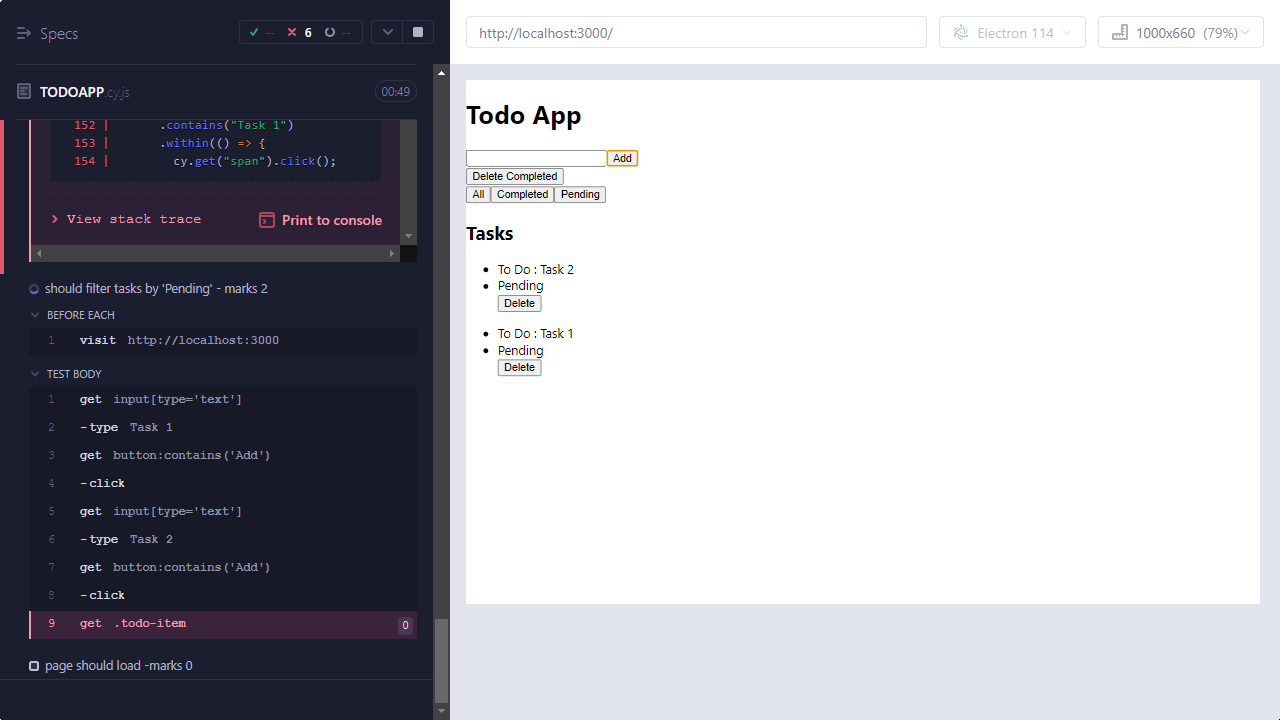 Specs
-- 6 --
TODOAPP.cy.js
00:49
152 | .contains("Task 1")
153 | .within(() => {
154 | cy.get("span").click();
View stack trace
Print to console
should filter tasks by 'Pending' - marks 2
BEFORE EACH
1 visit http://localhost:3000
TEST BODY
1 get input[type='text']
2 -type Task 1
3 get button:contains('Add')
4 -click
5 get input[type='text']
6 -type Task 2
7 get button:contains('Add')
8 -click
9 get .todo-item 0
page should load -marks 0
http://localhost:3000/
Electron 114
1000x660 (79%)
Todo App
Add
Delete Completed
All Completed Pending
Tasks
To Do : Task 2
Pending
Delete
To Do : Task 1
Pending
Delete